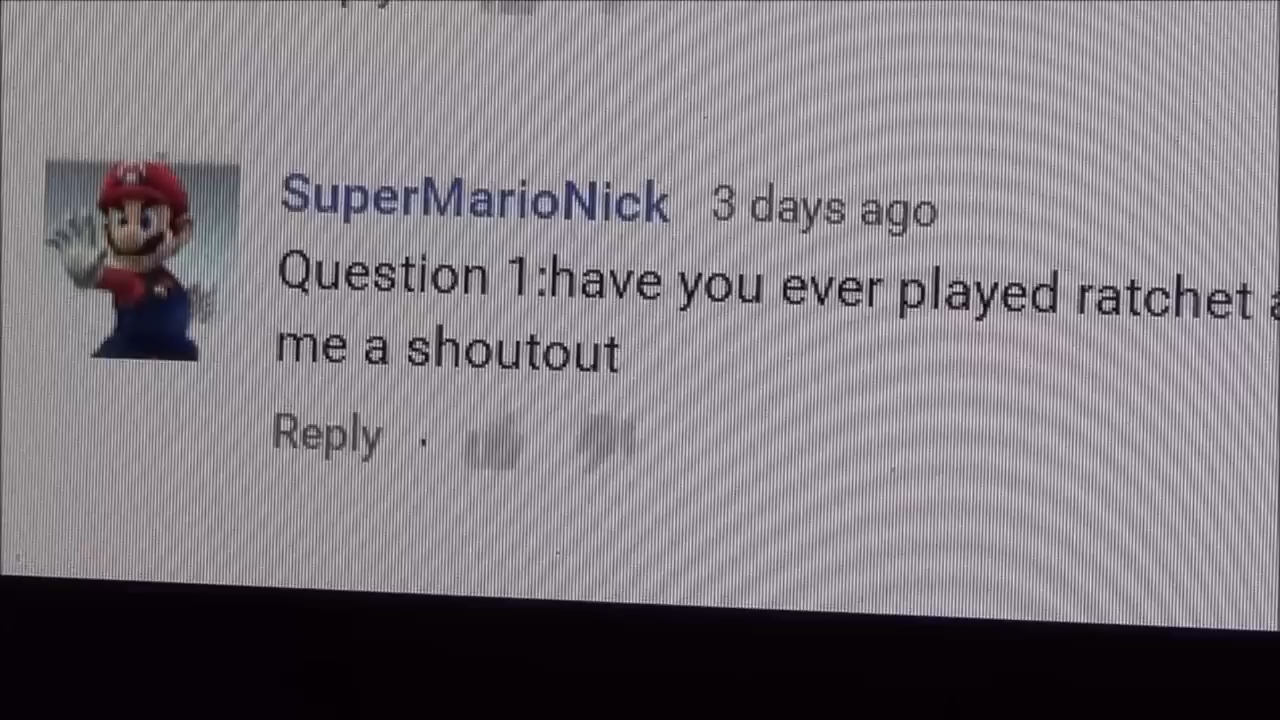 SuperMarioNick 3 days ago
Question 1:have you ever played ratchet
me a shoutout
Reply ·